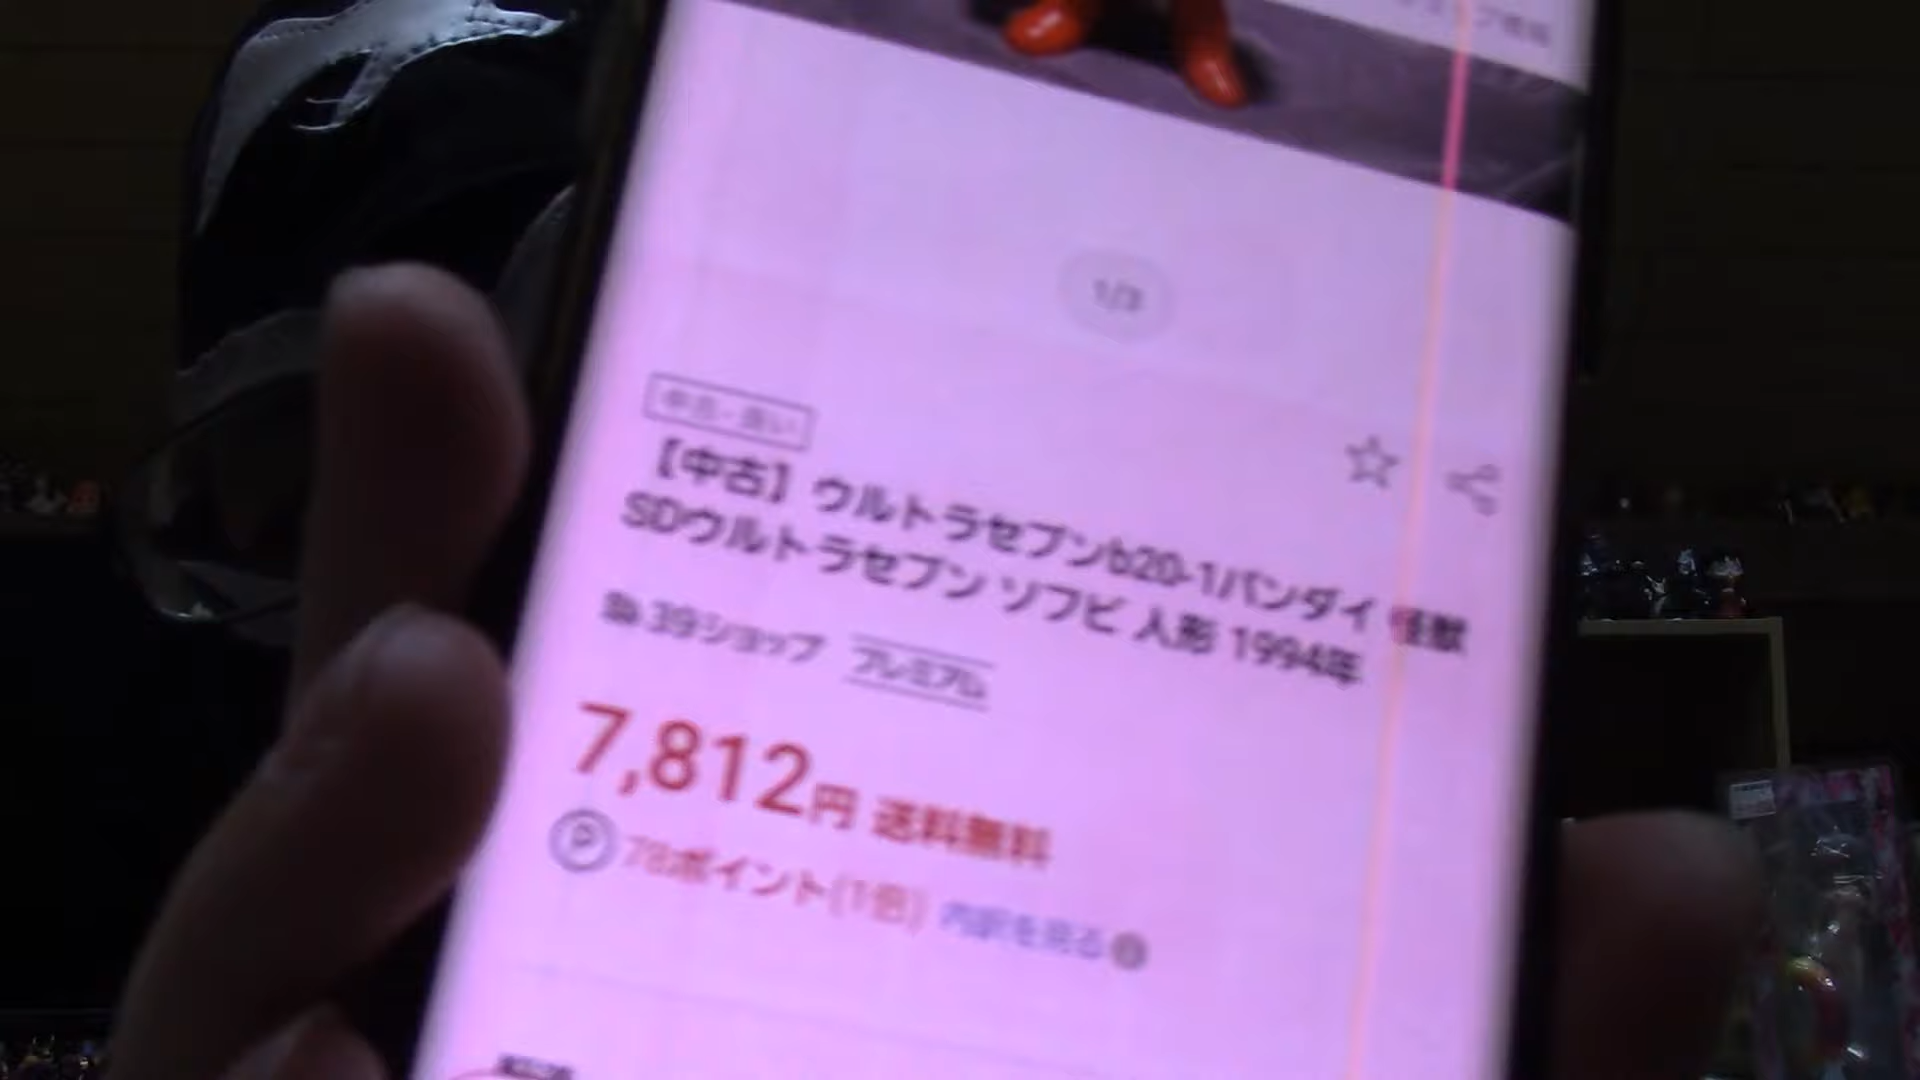 1/3
中古-良い
【中古】ウルトラセブンb20-1バンダイ 怪獣
SDウルトラセブン ソフビ 人形 1994年
39ショップ プレミアム
7,812円 送料無料
P 78ポイント(1倍) 内訳を見る